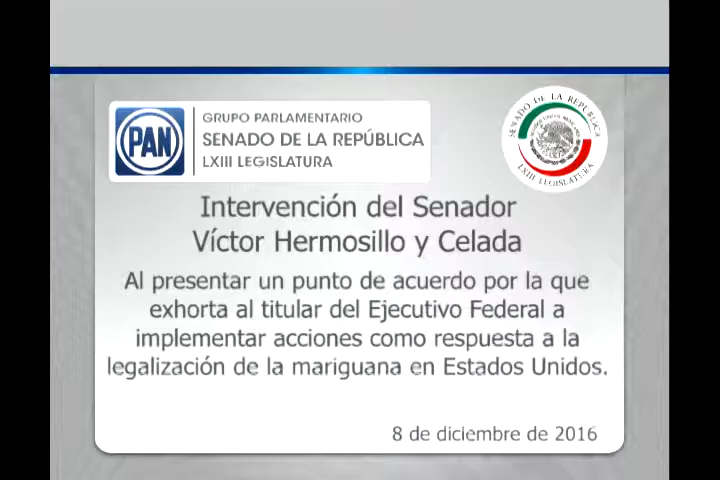 PAN
GRUPO PARLAMENTARIO
SENADO DE LA REPÚBLICA
LXIII LEGISLATURA
SENADO DE LA REPÚBLICA
LXIII LEGISLATURA
Intervención del Senador
Víctor Hermosillo y Celada
Al presentar un punto de acuerdo por la que
exhorta al titular del Ejecutivo Federal a
implementar acciones como respuesta a la
legalización de la mariguana en Estados Unidos.
8 de diciembre de 2016